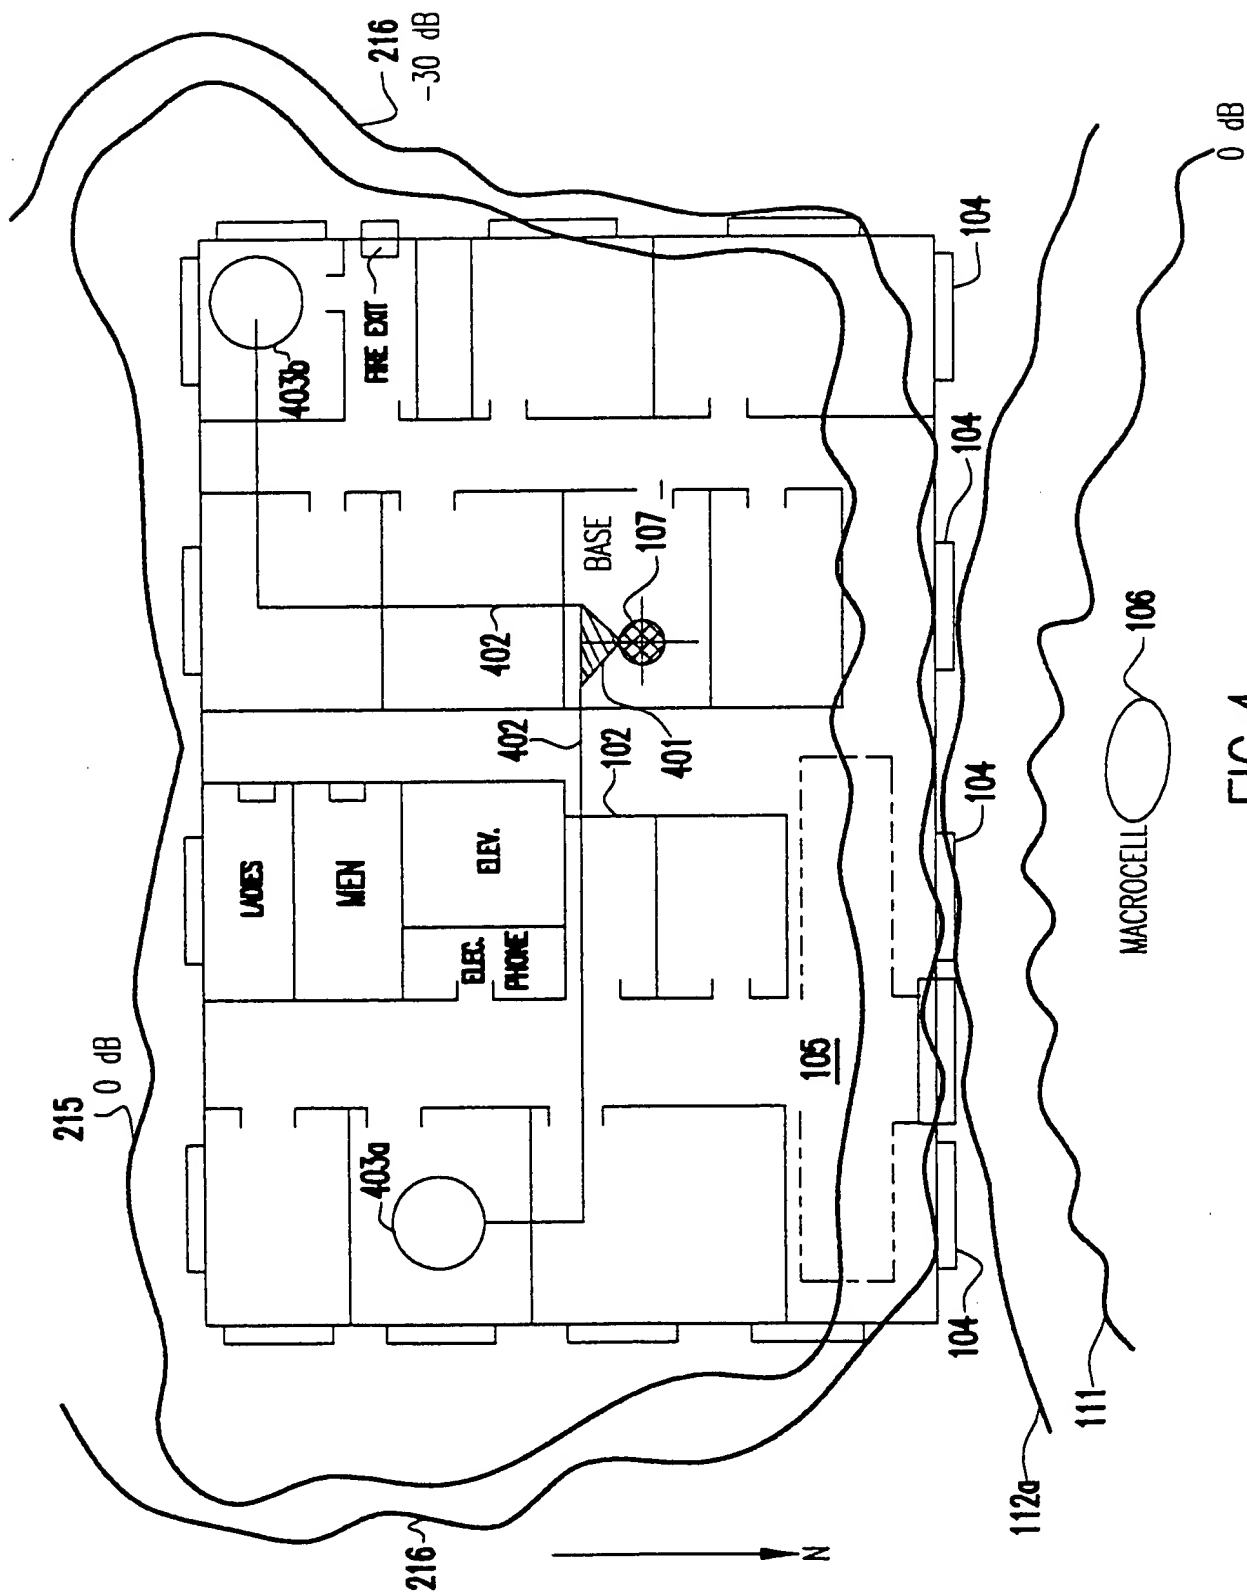 215
0 dB
216
-30 dB
LADIES
403b
MEN
403a
FIRE EXIT
216
ELEC.
PHONE
ELEV.
402
402
BASE
102
107
401
N
105
104
104
104
104
112a
111
MACROCELL
106
0 dB
FIG